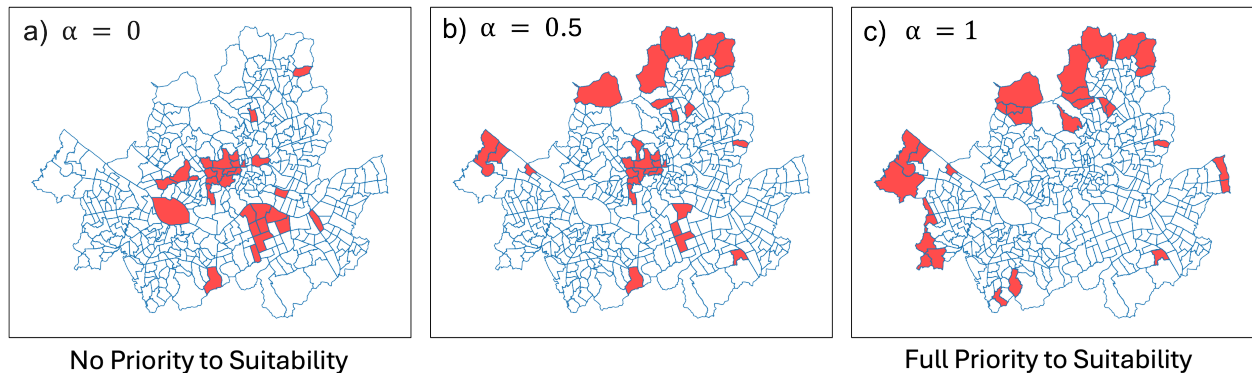 a) α = 0
b) α = 0.5
c) α = 1
No Priority to Suitability
Full Priority to Suitability